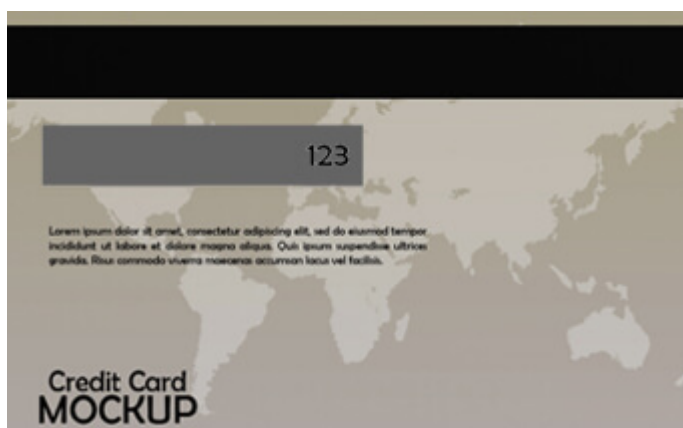 123
Lorem ipsum dolor sit amet, consectetur adipiscing elit, sed do eiusmod tempor
incididunt ut labore et dolore magna aliqua. Quis ipsum suspendisse ultrices
gravida. Risus commodo viverra maecenas accumsan lacus vel facilisis.
Credit Card
MOCKUP